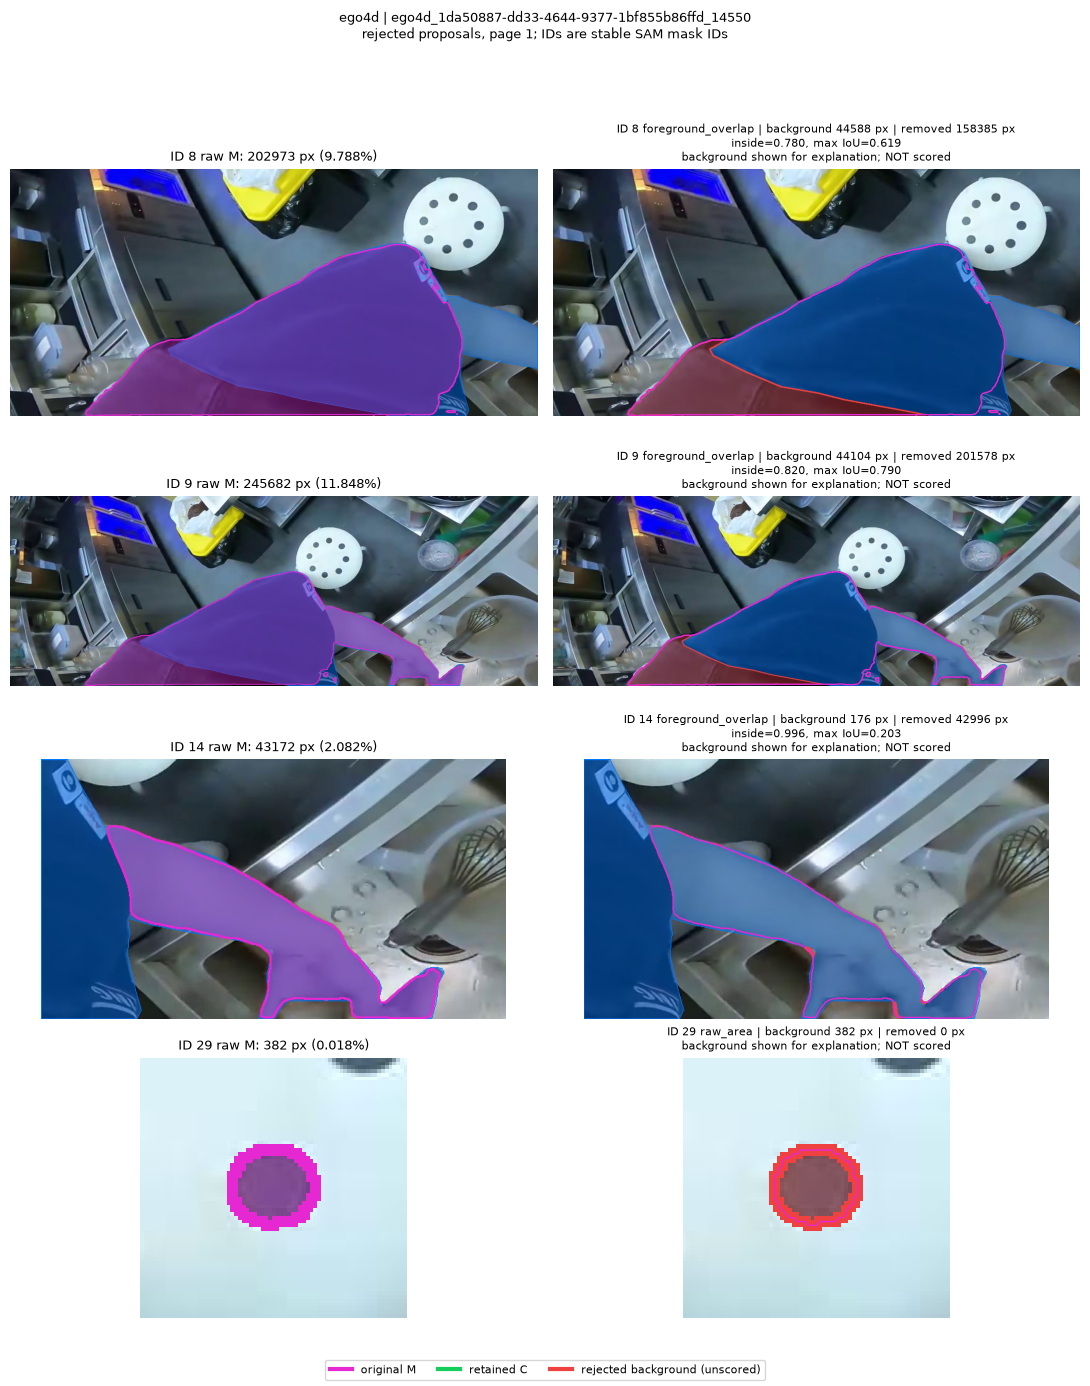 ego4d | ego4d_1da50887-dd33-4644-9377-1bf855b86ffd_14550
rejected proposals, page 1; IDs are stable SAM mask IDs
ID 8 raw M: 202973 px (9.788%)
ID 8 foreground_overlap | background 44588 px | removed 158385 px
inside=0.780, max IoU=0.619
background shown for explanation; NOT scored
ID 9 raw M: 245682 px (11.848%)
ID 9 foreground_overlap | background 44104 px | removed 201578 px
inside=0.820, max IoU=0.790
background shown for explanation; NOT scored
ID 14 raw M: 43172 px (2.082%)
ID 14 foreground_overlap | background 176 px | removed 42996 px
inside=0.996, max IoU=0.203
background shown for explanation; NOT scored
ID 29 raw M: 382 px (0.018%)
ID 29 raw_area | background 382 px | removed 0 px
background shown for explanation; NOT scored
original M
retained C
rejected background (unscored)